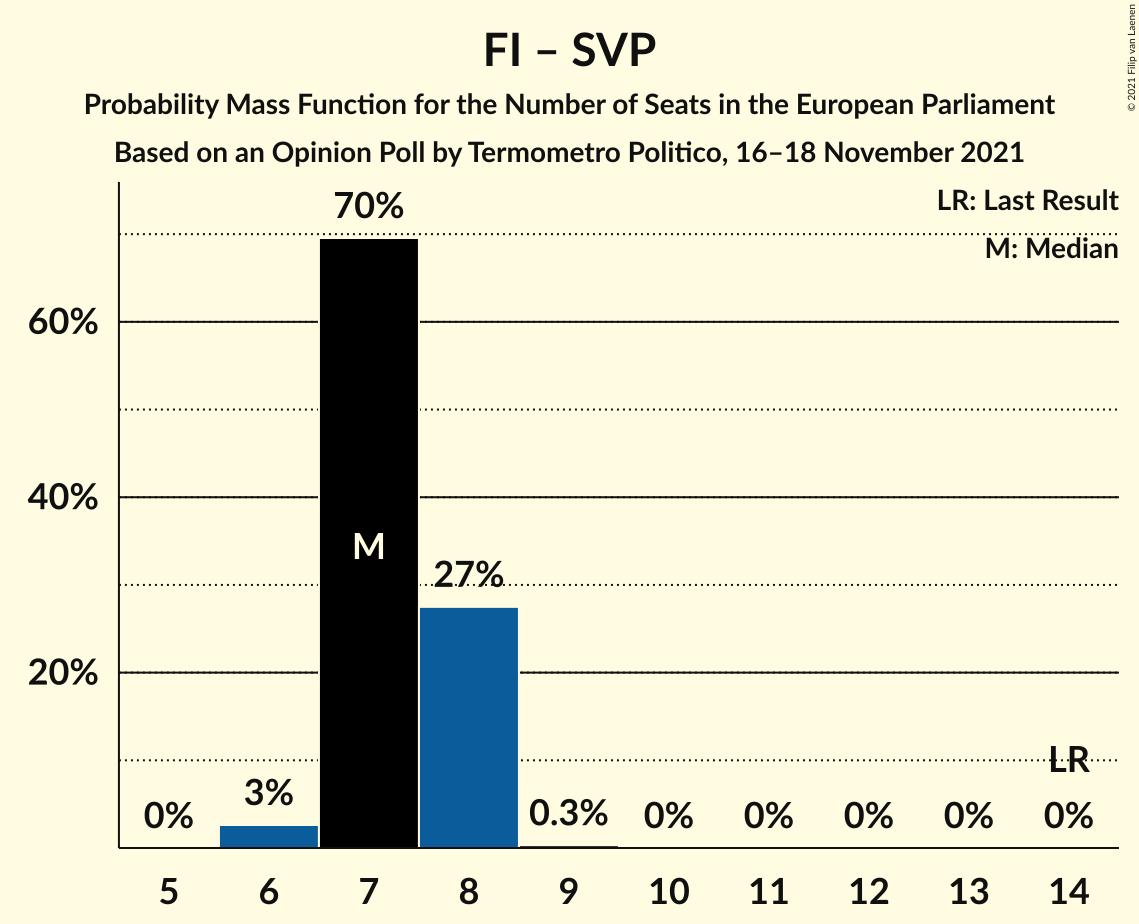 FI – SVP
Probability Mass Function for the Number of Seats in the European Parliament
Based on an Opinion Poll by Termometro Politico, 16–18 November 2021
© 2021 Filip van Laenen
LR: Last Result
M: Median
70%
60%
M
40%
27%
20%
LR
0%
3%
0.3%
0%
0%
0%
0%
0%
5 6 7 8 9 10 11 12 13 14